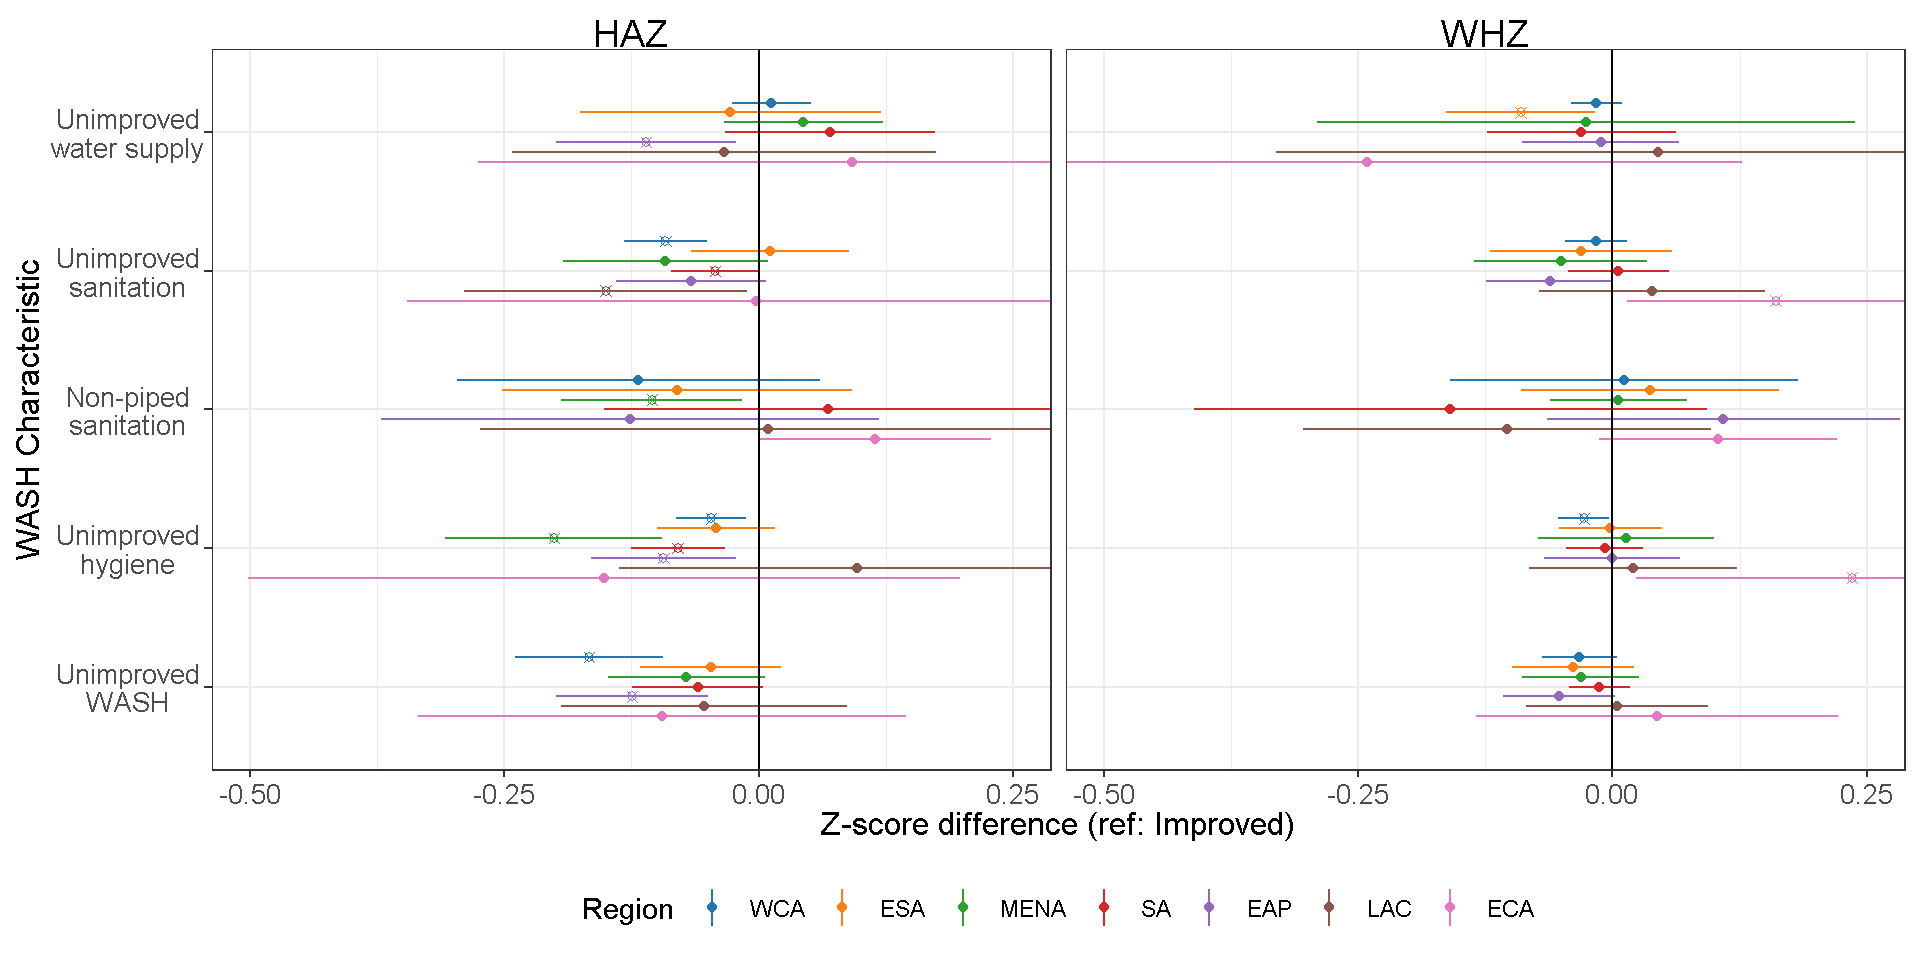 HAZ
WHZ
WASH Characteristic
Unimproved
water supply
Unimproved
sanitation
Non-piped
sanitation
Unimproved
hygiene
Unimproved
WASH
-0.50 -0.25 0.00 0.25
-0.50 -0.25 0.00 0.25
Z-score difference (ref: Improved)
Region WCA ESA MENA SA EAP LAC ECA